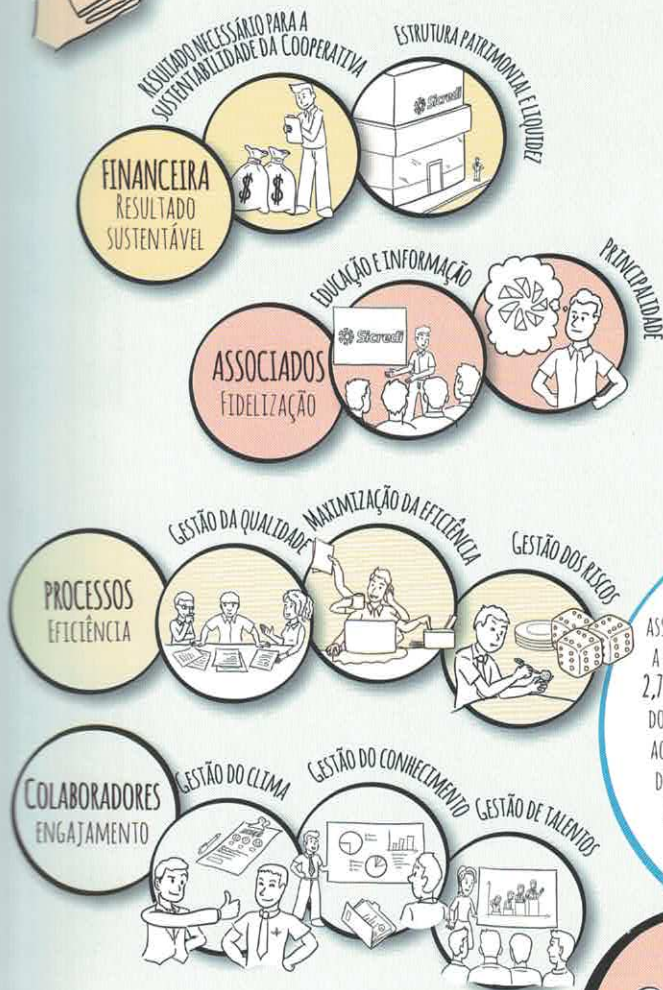 RESULTADO NECESSÁRIO PARA A
SUSTENTABILIDADE DA COOPERATIVA
ESTRUTURA PATRIMONIAL E LIQUIDEZ
Sicredi
$ $
FINANCEIRA
RESULTADO
SUSTENTÁVEL
EDUCAÇÃO E INFORMAÇÃO
PRINCIPALIDADE
Sicredi
ASSOCIADOS
FIDELIZAÇÃO
GESTÃO DA QUALIDADE
MAXIMIZAÇÃO DA EFICIÊNCIA
GESTÃO DOS RISCOS
PROCESSOS
EFICIÊNCIA
GESTÃO DO CLIMA
GESTÃO DO CONHECIMENTO
GESTÃO DE TALENTOS
COLABORADORES
ENGAJAMENTO
A
2,7